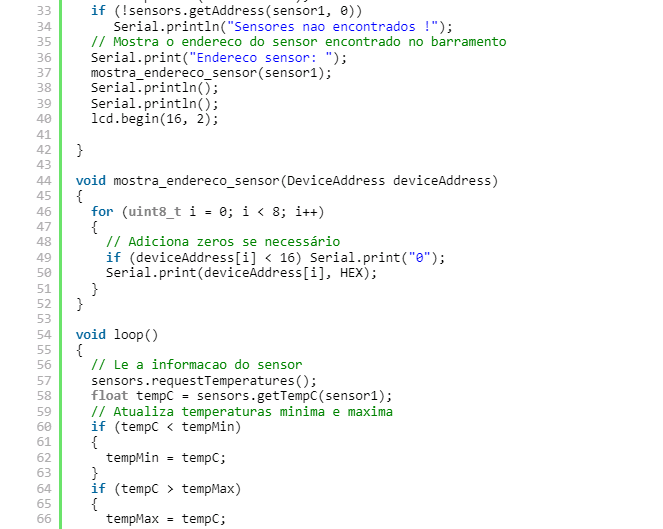 33 if (!sensors.getAddress(sensor1, 0))
34 Serial.println("Sensores nao encontrados !");
35 // Mostra o endereco do sensor encontrado no barramento
36 Serial.print("Endereco sensor: ");
37 mostra_endereco_sensor(sensor1);
38 Serial.println();
39 Serial.println();
40 lcd.begin(16, 2);
41
42 }
43
44 void mostra_endereco_sensor(DeviceAddress deviceAddress)
45 {
46 for (uint8_t i = 0; i < 8; i++)
47 {
48 // Adiciona zeros se necessário
49 if (deviceAddress[i] < 16) Serial.print("0");
50 Serial.print(deviceAddress[i], HEX);
51 }
52 }
53
54 void loop()
55 {
56 // Le a informacao do sensor
57 sensors.requestTemperatures();
58 float tempC = sensors.getTempC(sensor1);
59 // Atualiza temperaturas minima e maxima
60 if (tempC < tempMin)
61 {
62 tempMin = tempC;
63 }
64 if (tempC > tempMax)
65 {
66 tempMax = tempC;